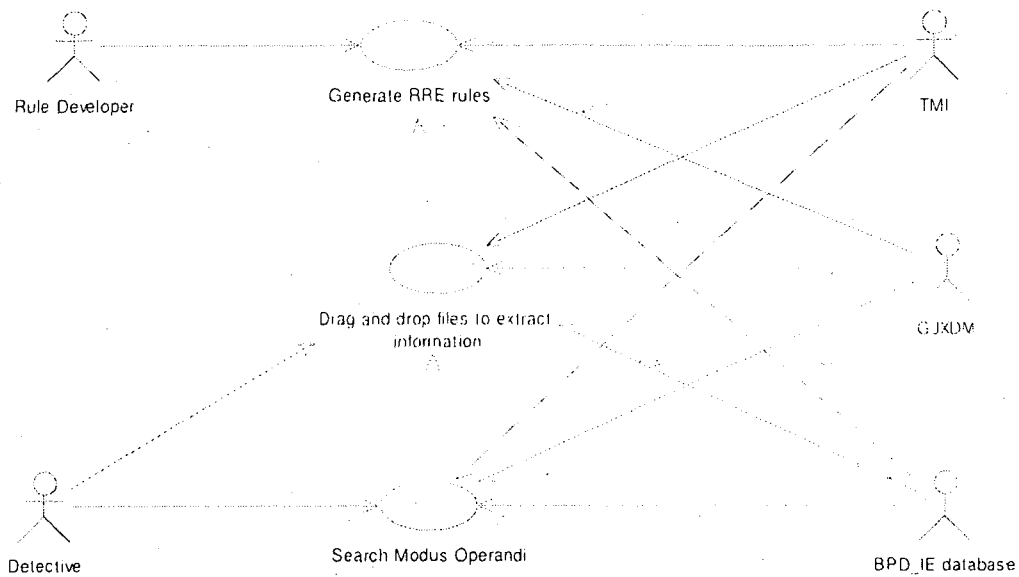 Rule Developer
Generate RRE rules
TMI
Drag and drop files to extract
information
GJXDM
Detective
Search Modus Operandi
BPD_IE database